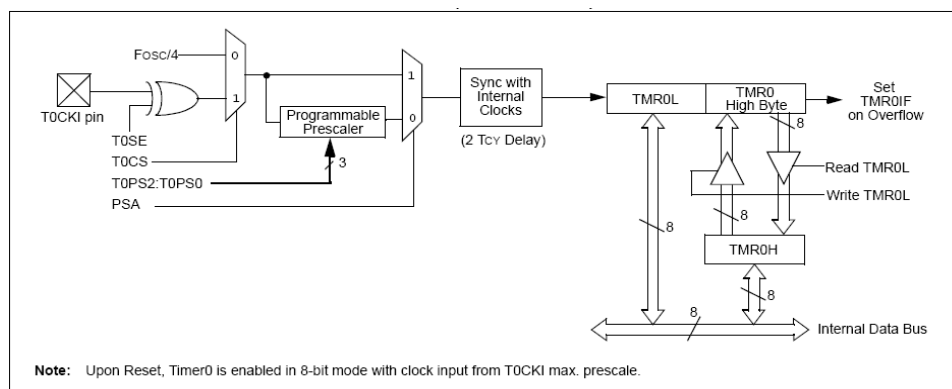 Fosc/4
0
1
T0CKI pin
T0SE
T0CS
T0PS2:T0PS0
PSA
Programmable
Prescaler
3
1
0
Sync with
Internal
Clocks
(2 TCY Delay)
TMR0L
TMR0
High Byte
Set
TMR0IF
on Overflow
8
Read TMR0L
Write TMR0L
8
8
TMR0H
8
8
Internal Data Bus
Note: Upon Reset, Timer0 is enabled in 8-bit mode with clock input from T0CKI max. prescale.